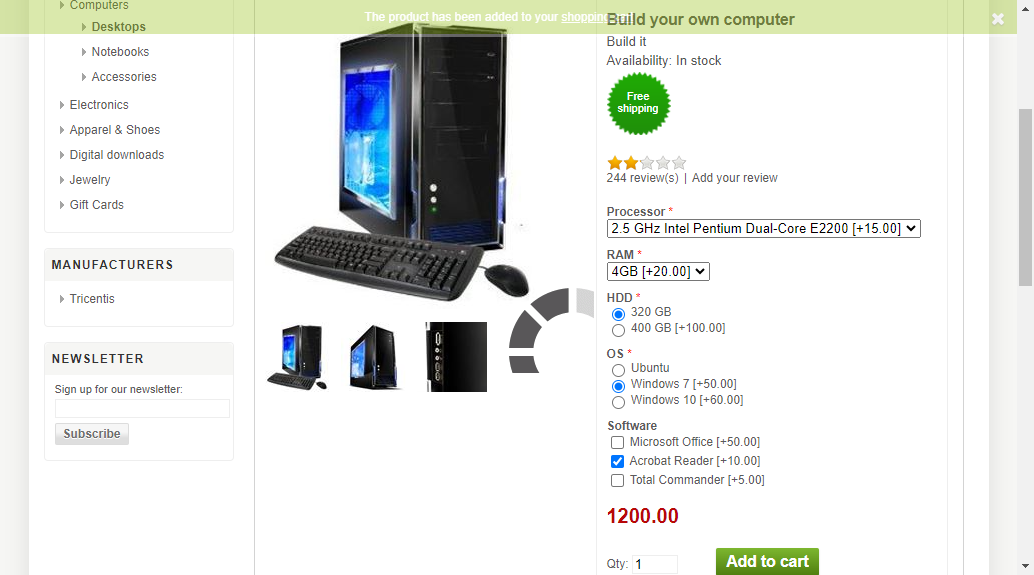 The product has been added to your shopping cart
Computers
Desktops
Notebooks
Accessories
Electronics
Apparel & Shoes
Digital downloads
Jewelry
Gift Cards
MANUFACTURERS
Tricentis
NEWSLETTER
Sign up for our newsletter:
Subscribe
Build your own computer
Build it
Availability: In stock
Free
shipping
244 review(s) | Add your review
Processor *
2.5 GHz Intel Pentium Dual-Core E2200 [+15.00]
RAM *
4GB [+20.00]
HDD *
320 GB
400 GB [+100.00]
OS *
Ubuntu
Windows 7 [+50.00]
Windows 10 [+60.00]
Software
Microsoft Office [+50.00]
Acrobat Reader [+10.00]
Total Commander [+5.00]
1200.00
Qty: 1
Add to cart